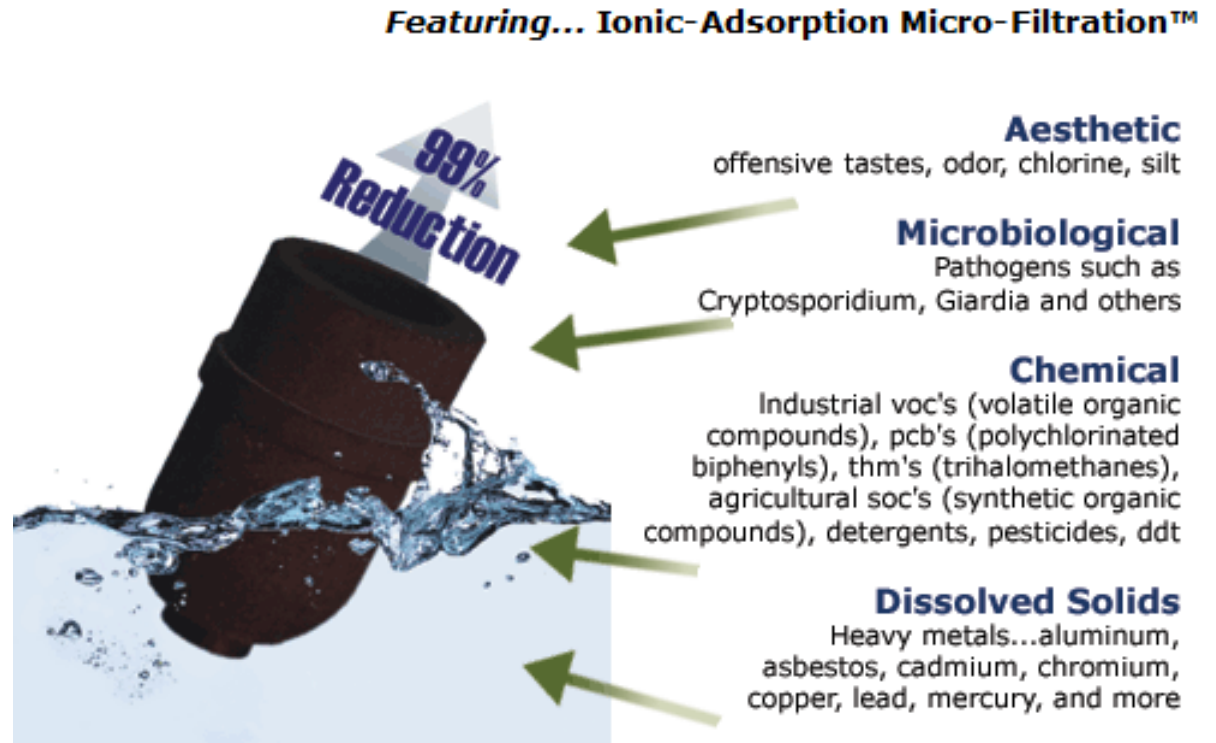 Featuring... Ionic-Adsorption Micro-Filtration™
99%
Reduction
Aesthetic
offensive tastes, odor, chlorine, silt
Microbiological
Pathogens such as
Cryptosporidium, Giardia and others
Chemical
Industrial voc's (volatile organic
compounds), pcb's (polychlorinated
biphenyls), thm's (trihalomethanes),
agricultural soc's (synthetic organic
compounds), detergents, pesticides, ddt
Dissolved Solids
Heavy metals...aluminum,
asbestos, cadmium, chromium,
copper, lead, mercury, and more